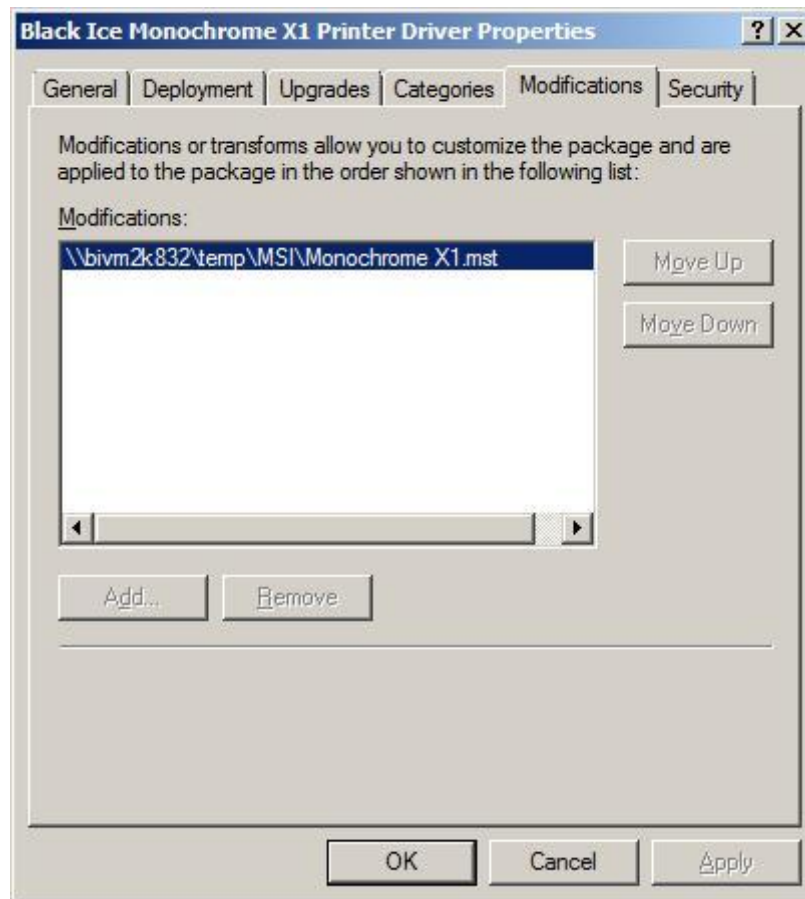 Black Ice Monochrome X1 Printer Driver Properties
General Deployment Upgrades Categories Modifications Security
Modifications or transforms allow you to customize the package and are
applied to the package in the order shown in the following list:
Modifications:
\\bivm2k832\temp\MSI\Monochrome X1.mst
Move Up
Move Down
Add... Remove
OK Cancel Apply